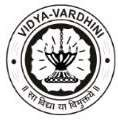 VIDYA-VARDHINI
॥ सा विद्या या विमुक्तये ॥